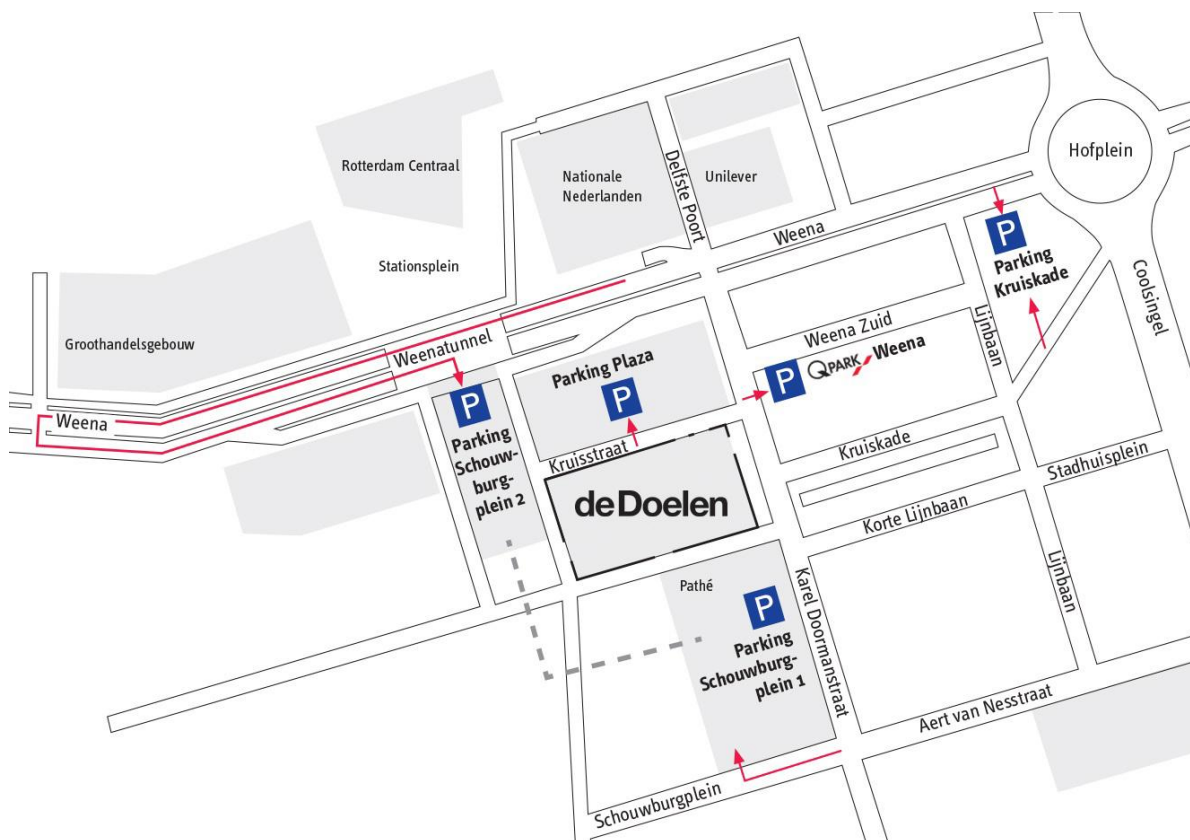 Hofplein
Rotterdam Centraal
Nationale
Nederlanden
Delfste Poort
Unilever
Weena
P
Parking
Kruiskade
Coolsingel
Stationsplein
Groothandelsgebouw
Weenatunnel
Weena Zuid
Lijnbaan
Parking Plaza
P
P
QPARK Weena
Weena
P
Parking
Schouw-
burg-
plein 2
Kruisstraat
Kruiskade
Stadhuisplein
deDoelen
Korte Lijnbaan
Lijnbaan
Pathé
P
Parking
Schouwburg-
plein 1
Karel Doormanstraat
Aert van Nesstraat
Schouwburgplein